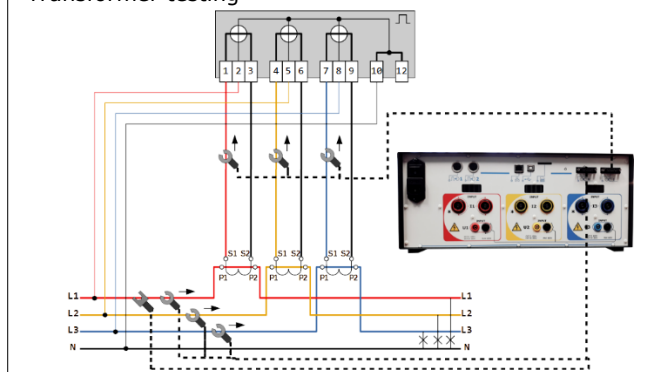 Transformer testing
1 2 3 4 5 6 7 8 9 10 12
S1 S2 S1 S2 S1 S2
P1 P2 P1 P2 P1 P2
L1 L1
L2 L2
L3 L3
N N